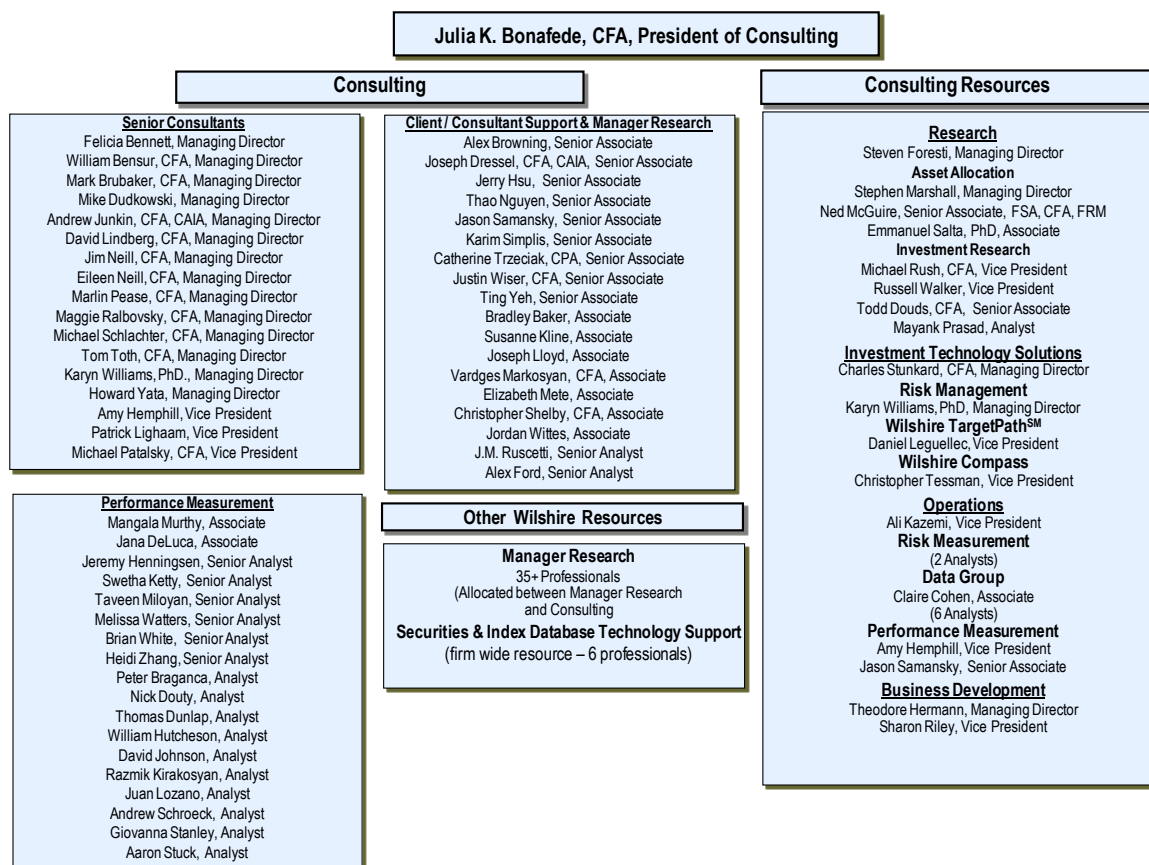 Julia K. Bonafede, CFA, President of Consulting
Consulting
Senior Consultants
Felicia Bennett, Managing Director
William Bensur, CFA, Managing Director
Mark Brubaker, CFA, Managing Director
Mike Dudkowski, Managing Director
Andrew Junkin, CFA, CAIA, Managing Director
David Lindberg, CFA, Managing Director
Jim Neill, CFA, Managing Director
Eileen Neill, CFA, Managing Director
Marlin Pease, CFA, Managing Director
Maggie Ralbovsky, CFA, Managing Director
Michael Schlachter, CFA, Managing Director
Tom Toth, CFA, Managing Director
Karyn Williams, PhD., Managing Director
Howard Yata, Managing Director
Amy Hemphill, Vice President
Patrick Lighaam, Vice President
Michael Patalsky, CFA, Vice President
Performance Measurement
Mangala Murthy, Associate
Jana DeLuca, Associate
Jeremy Henningsen, Senior Analyst
Swetha Ketty, Senior Analyst
Taveen Miloyan, Senior Analyst
Melissa Watters, Senior Analyst
Brian White, Senior Analyst
Heidi Zhang, Senior Analyst
Peter Braganca, Analyst
Nick Douty, Analyst
Thomas Dunlap, Analyst
William Hutcheson, Analyst
David Johnson, Analyst
Razmik Kirakosyan, Analyst
Juan Lozano, Analyst
Andrew Schroeck, Analyst
Giovanna Stanley, Analyst
Aaron Stuck, Analyst
Client / Consultant Support & Manager Research
Alex Browning, Senior Associate
Joseph Dressel, CFA, CAIA, Senior Associate
Jerry Hsu, Senior Associate
Thao Nguyen, Senior Associate
Jason Samansky, Senior Associate
Karim Simplis, Senior Associate
Catherine Trzeciak, CPA, Senior Associate
Justin Wiser, CFA, Senior Associate
Ting Yeh, Senior Associate
Bradley Baker, Associate
Susanne Kline, Associate
Joseph Lloyd, Associate
Vardges Markosyan, CFA, Associate
Elizabeth Mete, Associate
Christopher Shelby, CFA, Associate
Jordan Wittes, Associate
J.M. Ruscetti, Senior Analyst
Alex Ford, Senior Analyst
Other Wilshire Resources
Manager Research
35+ Professionals
(Allocated between Manager Research
and Consulting
Securities & Index Database Technology Support
(firm wide resource – 6 professionals)
Consulting Resources
Research
Steven Foresti, Managing Director
Asset Allocation
Stephen Marshall, Managing Director
Ned McGuire, Senior Associate, FSA, CFA, FRM
Emmanuel Salta, PhD, Associate
Investment Research
Michael Rush, CFA, Vice President
Russell Walker, Vice President
Todd Douds, CFA, Senior Associate
Mayank Prasad, Analyst
Investment Technology Solutions
Charles Stunkard, CFA, Managing Director
Risk Management
Karyn Williams, PhD, Managing Director
Wilshire TargetPath℠
Daniel Leguellec, Vice President
Wilshire Compass
Christopher Tessman, Vice President
Operations
Ali Kazemi, Vice President
Risk Measurement
(2 Analysts)
Data Group
Claire Cohen, Associate
(6 Analysts)
Performance Measurement
Amy Hemphill, Vice President
Jason Samansky, Senior Associate
Business Development
Theodore Hermann, Managing Director
Sharon Riley, Vice President